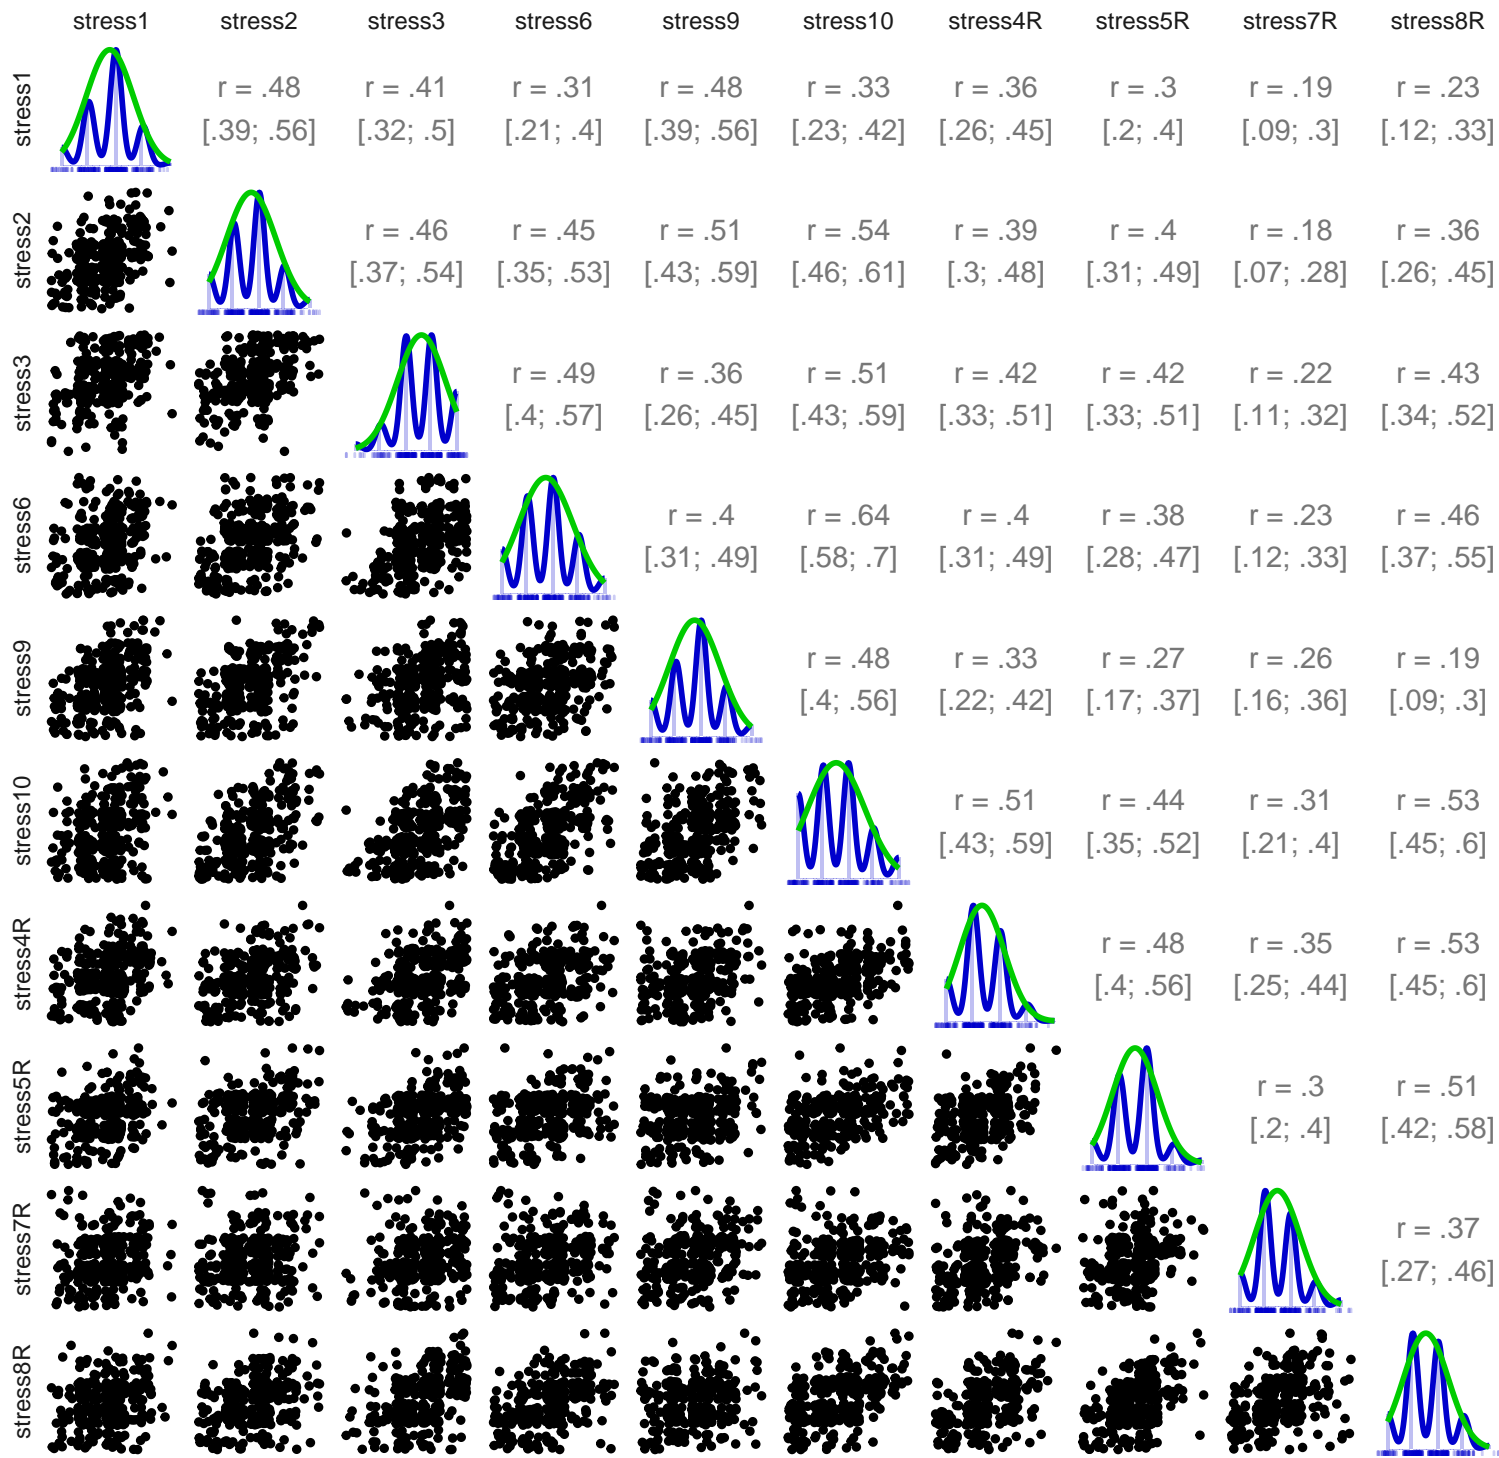 stress1 stress2 stress3 stress6 stress9 stress10 stress4R stress5R stress7R stress8R
stress1
r = .48 r = .41 r = .31 r = .48 r = .33 r = .36 r = .3 r = .19 r = .23
[.39; .56] [.32; .5] [.21; .4] [.39; .56] [.23; .42] [.26; .45] [.2; .4] [.09; .3] [.12; .33]
stress2
r = .46 r = .45 r = .51 r = .54 r = .39 r = .4 r = .18 r = .36
[.37; .54] [.35; .53] [.43; .59] [.46; .61] [.3; .48] [.31; .49] [.07; .28] [.26; .45]
stress3
r = .49 r = .36 r = .51 r = .42 r = .42 r = .22 r = .43
[.4; .57] [.26; .45] [.43; .59] [.33; .51] [.33; .51] [.11; .32] [.34; .52]
stress6
r = .4 r = .64 r = .4 r = .38 r = .23 r = .46
[.31; .49] [.58; .7] [.31; .49] [.28; .47] [.12; .33] [.37; .55]
stress9
r = .48 r = .33 r = .27 r = .26 r = .19
[.4; .56] [.22; .42] [.17; .37] [.16; .36] [.09; .3]
stress10
r = .51 r = .44 r = .31 r = .53
[.43; .59] [.35; .52] [.21; .4] [.45; .6]
stress4R
r = .48 r = .35 r = .53
[.4; .56] [.25; .44] [.45; .6]
stress5R
r = .3 r = .51
[.2; .4] [.42; .58]
stress7R
r = .37
[.27; .46]
stress8R